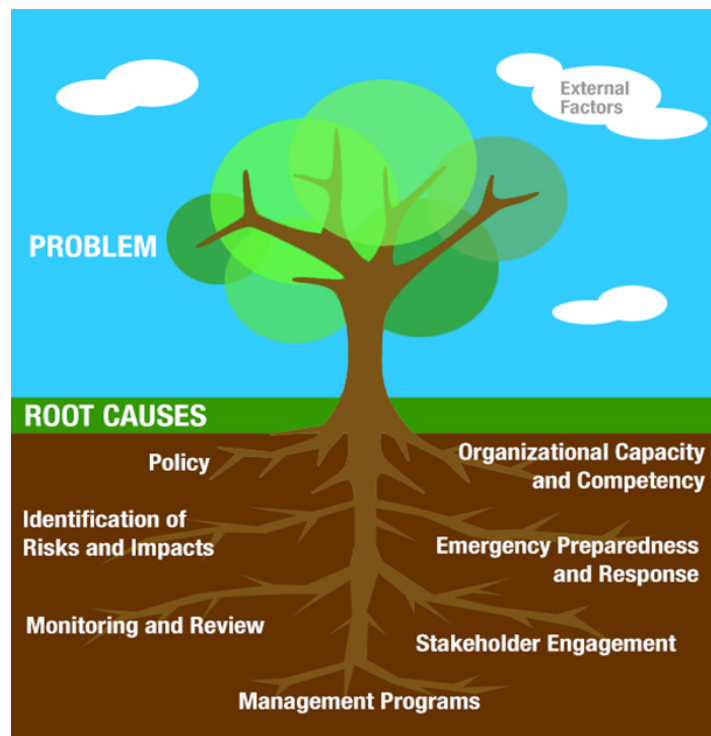 External
Factors
PROBLEM
ROOT CAUSES
Policy
Organizational Capacity
and Competency
Identification of
Risks and Impacts
Emergency Preparedness
and Response
Monitoring and Review
Stakeholder Engagement
Management Programs